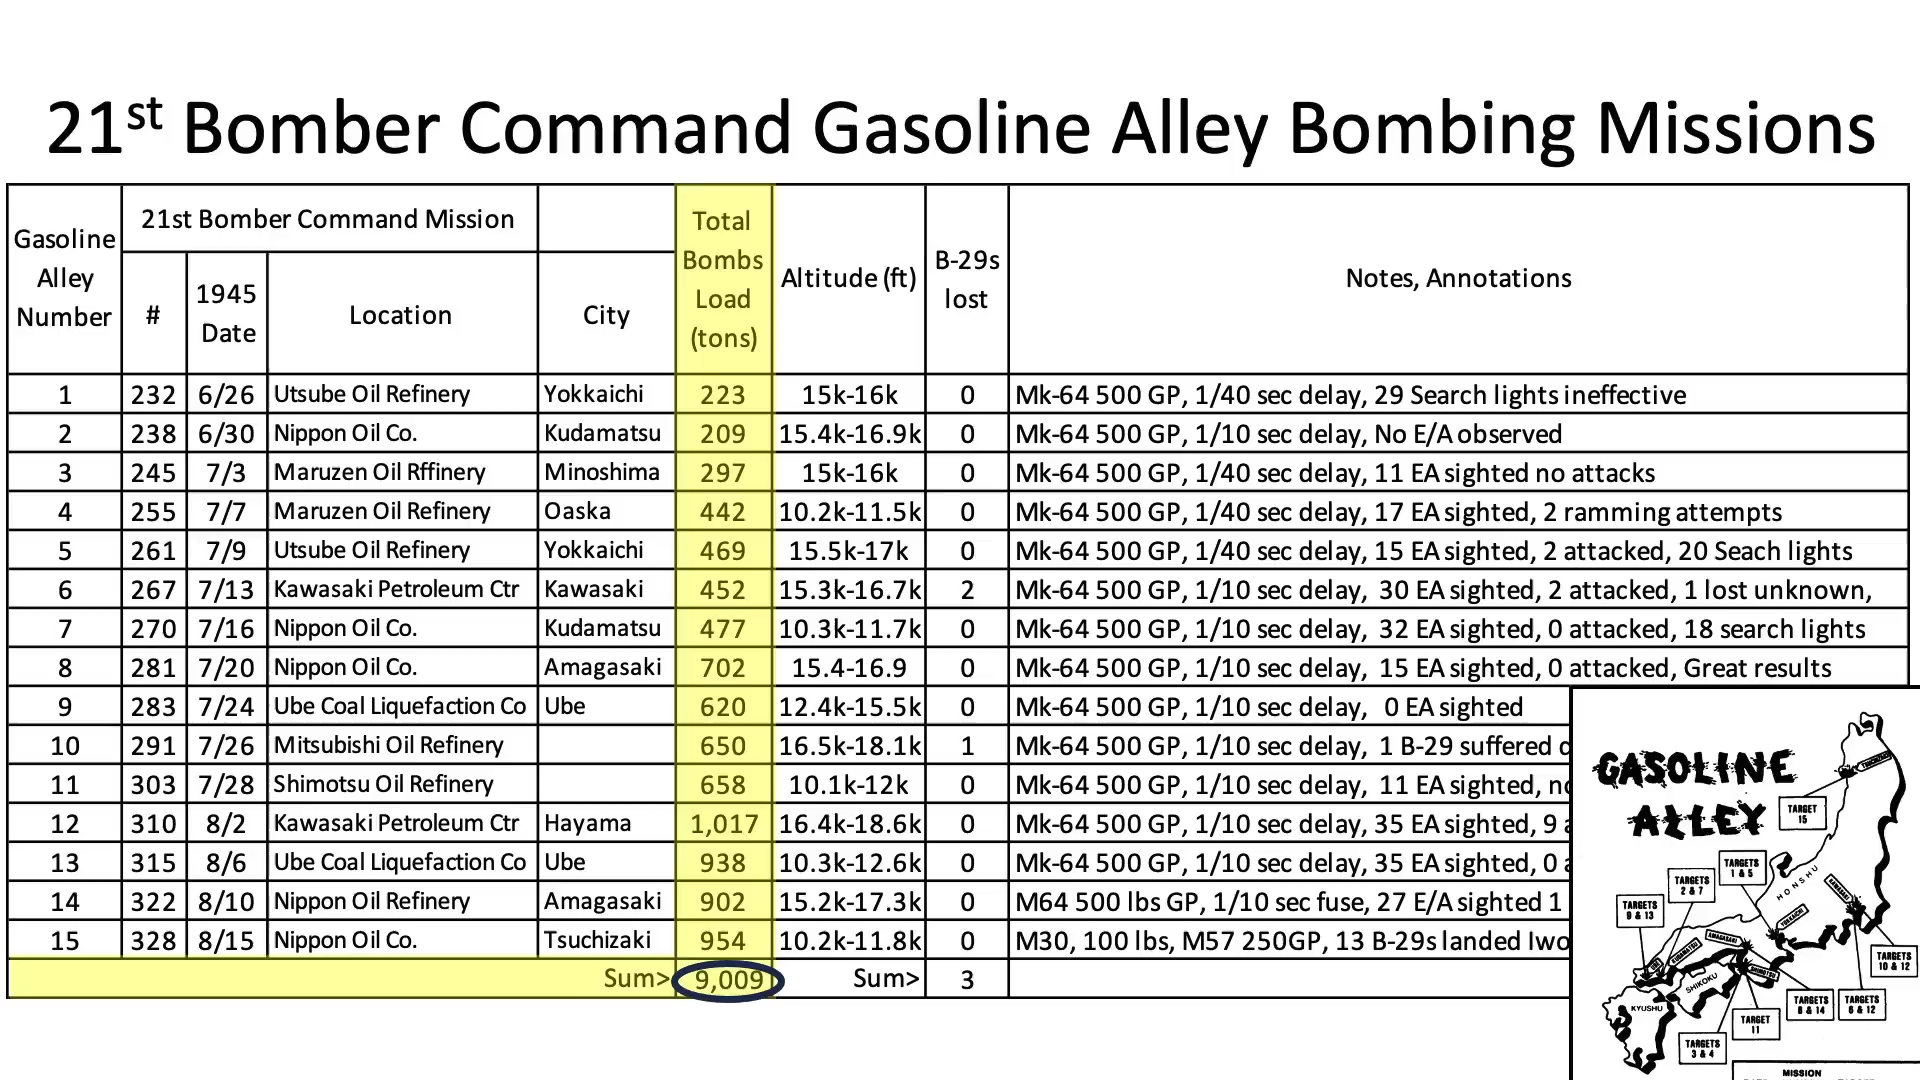 21st Bomber Command Gasoline Alley Bombing Missions
Gasoline Alley Number
21st Bomber Command Mission
#
1945 Date
Location
City
Total Bombs Load (tons)
Altitude (ft)
B-29s lost
Notes, Annotations
1 232 6/26 Utsube Oil Refinery Yokkaichi 223 15k-16k 0 Mk-64 500 GP, 1/40 sec delay, 29 Search lights ineffective
2 238 6/30 Nippon Oil Co. Kudamatsu 209 15.4k-16.9k 0 Mk-64 500 GP, 1/10 sec delay, No E/A observed
3 245 7/3 Maruzen Oil Rffinery Minoshima 297 15k-16k 0 Mk-64 500 GP, 1/40 sec delay, 11 EA sighted no attacks
4 255 7/7 Maruzen Oil Refinery Oaska 442 10.2k-11.5k 0 Mk-64 500 GP, 1/40 sec delay, 17 EA sighted, 2 ramming attempts
5 261 7/9 Utsube Oil Refinery Yokkaichi 469 15.5k-17k 0 Mk-64 500 GP, 1/40 sec delay, 15 EA sighted, 2 attacked, 20 Seach lights
6 267 7/13 Kawasaki Petroleum Ctr Kawasaki 452 15.3k-16.7k 2 Mk-64 500 GP, 1/10 sec delay, 30 EA sighted, 2 attacked, 1 lost unknown,
7 270 7/16 Nippon Oil Co. Kudamatsu 477 10.3k-11.7k 0 Mk-64 500 GP, 1/10 sec delay, 32 EA sighted, 0 attacked, 18 search lights
8 281 7/20 Nippon Oil Co. Amagasaki 702 15.4-16.9 0 Mk-64 500 GP, 1/10 sec delay, 15 EA sighted, 0 attacked, Great results
9 283 7/24 Ube Coal Liquefaction Co Ube 620 12.4k-15.5k 0 Mk-64 500 GP, 1/10 sec delay, 0 EA sighted
10 291 7/26 Mitsubishi Oil Refinery 650 16.5k-18.1k 1 Mk-64 500 GP, 1/10 sec delay, 1 B-29 suffered
11 303 7/28 Shimotsu Oil Refinery 658 10.1k-12k 0 Mk-64 500 GP, 1/10 sec delay, 11 EA sighted,
12 310 8/2 Kawasaki Petroleum Ctr Hayama 1,017 16.4k-18.6k 0 Mk-64 500 GP, 1/10 sec delay, 35 EA sighted, 9
13 315 8/6 Ube Coal Liquefaction Co Ube 938 10.3k-12.6k 0 Mk-64 500 GP, 1/10 sec delay, 35 EA sighted, 0
14 322 8/10 Nippon Oil Refinery Amagasaki 902 15.2k-17.3k 0 M64 500 lbs GP, 1/10 sec fuse, 27 E/A sighted 1
15 328 8/15 Nippon Oil Co. Tsuchizaki 954 10.2k-11.8k 0 M30, 100 lbs, M57 250GP, 13 B-29s landed Iwo
Sum> 9,009 Sum> 3
GASOLINE
ALLEY
TARGET
15
TARGETS
1 & 5
HONSHU
TARGETS
2 & 7
TARGETS
9 & 13
TARGETS
10 & 12
SHIKOKU
KYUSHU
TARGETS
8 & 14
TARGETS
6 & 12
TARGET
11
TARGETS
3 & 4
MISSION